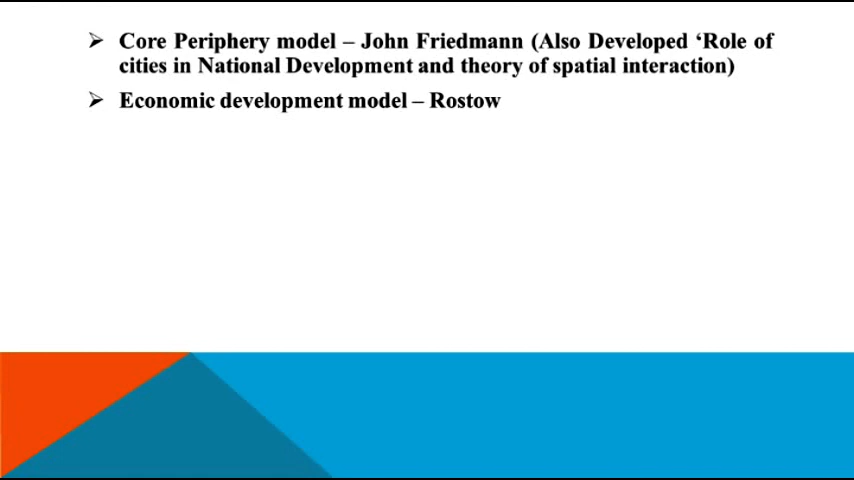 ➢ Core Periphery model – John Friedmann (Also Developed ‘Role of
cities in National Development and theory of spatial interaction)
➢ Economic development model – Rostow